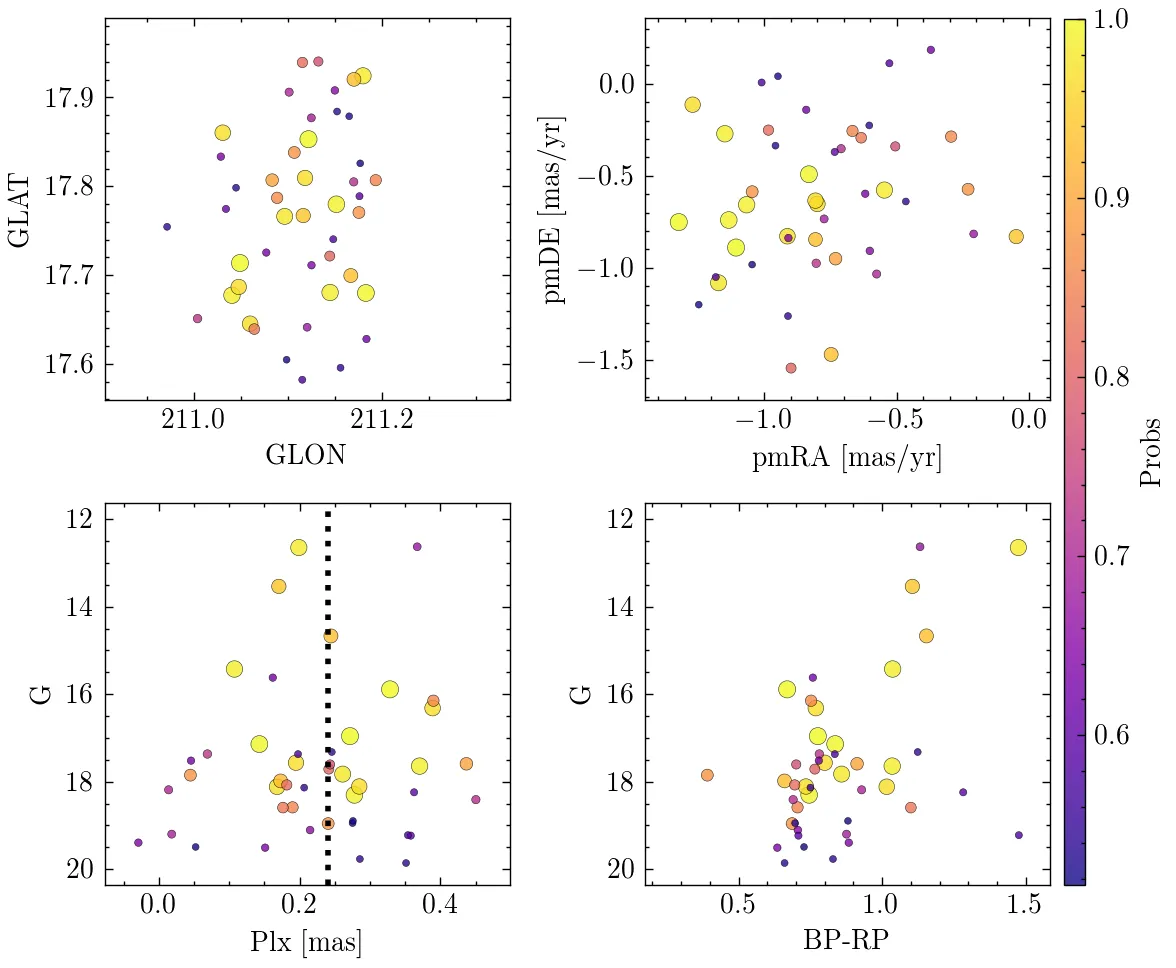 17.9
17.8
17.7
17.6
GLAT
211.0 211.2
GLON
0.0
−0.5
−1.0
−1.5
pmDE [mas/yr]
−1.0 −0.5 0.0
pmRA [mas/yr]
12
14
16
18
20
G
0.0 0.2 0.4
Plx [mas]
12
14
16
18
20
G
0.5 1.0 1.5
BP-RP
1.0
0.9
0.8
0.7
0.6
Probs